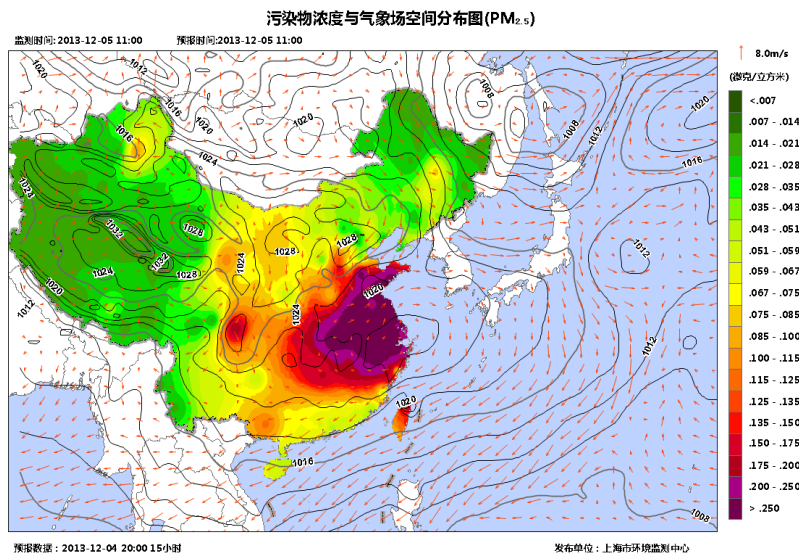 污染物浓度与气象场空间分布图(PM2.5)
监测时间: 2013-12-05 11:00 预报时间:2013-12-05 11:00
8.0m/s
(微克/立方米)
<.007
.007 - .014
.014 - .021
.021 - .028
.028 - .035
.035 - .043
.043 - .051
.051 - .059
.059 - .067
.067 - .075
.075 - .085
.085 - .100
.100 - .115
.115 - .125
.125 - .135
.135 - .150
.150 - .175
.175 - .200
.200 - .250
> .250
1020
1012
1016
1016
1020
1020
1024
1008
1008
1012
1020
1016
1024
1032
1028
1032
1024
1028
1020
1012
1028
1028
1024
1024
1020
1012
1012
1020
1016
1008
预报数据：2013-12-04 20:00 15小时 发布单位：上海市环境监测中心